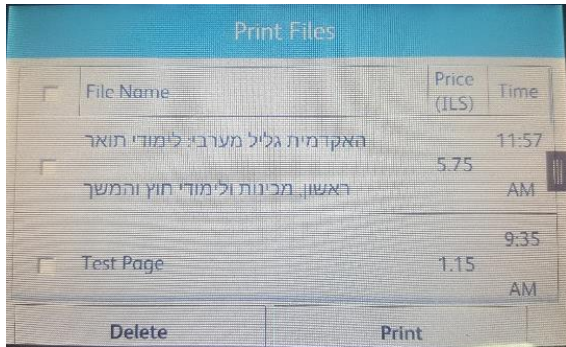 Print Files
File Name
Price
(ILS)
Time
האקדמית גליל מערבי: לימודי תואר
ראשון, מכינות ולימודי חוץ והמשך
5.75
11:57
AM
Test Page
1.15
9:35
AM
Delete
Print